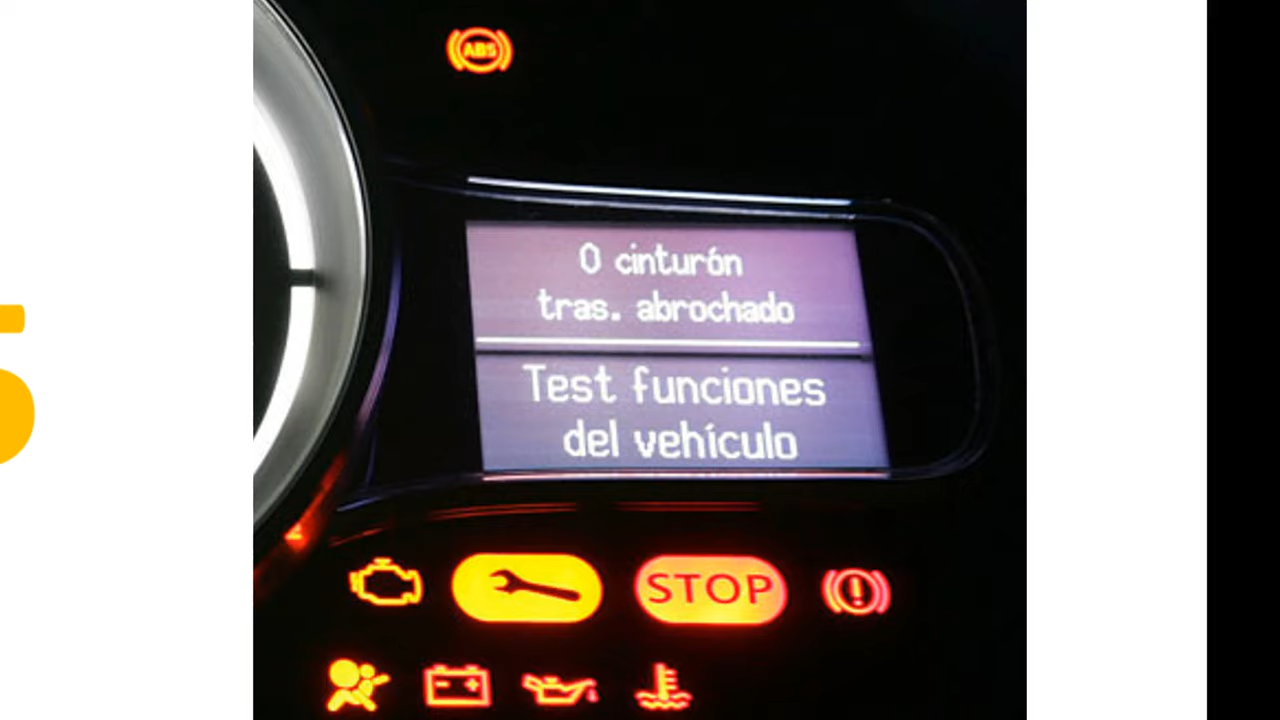 ABS
0 cinturón
tras. abrochado
Test funciones
del vehículo
STOP